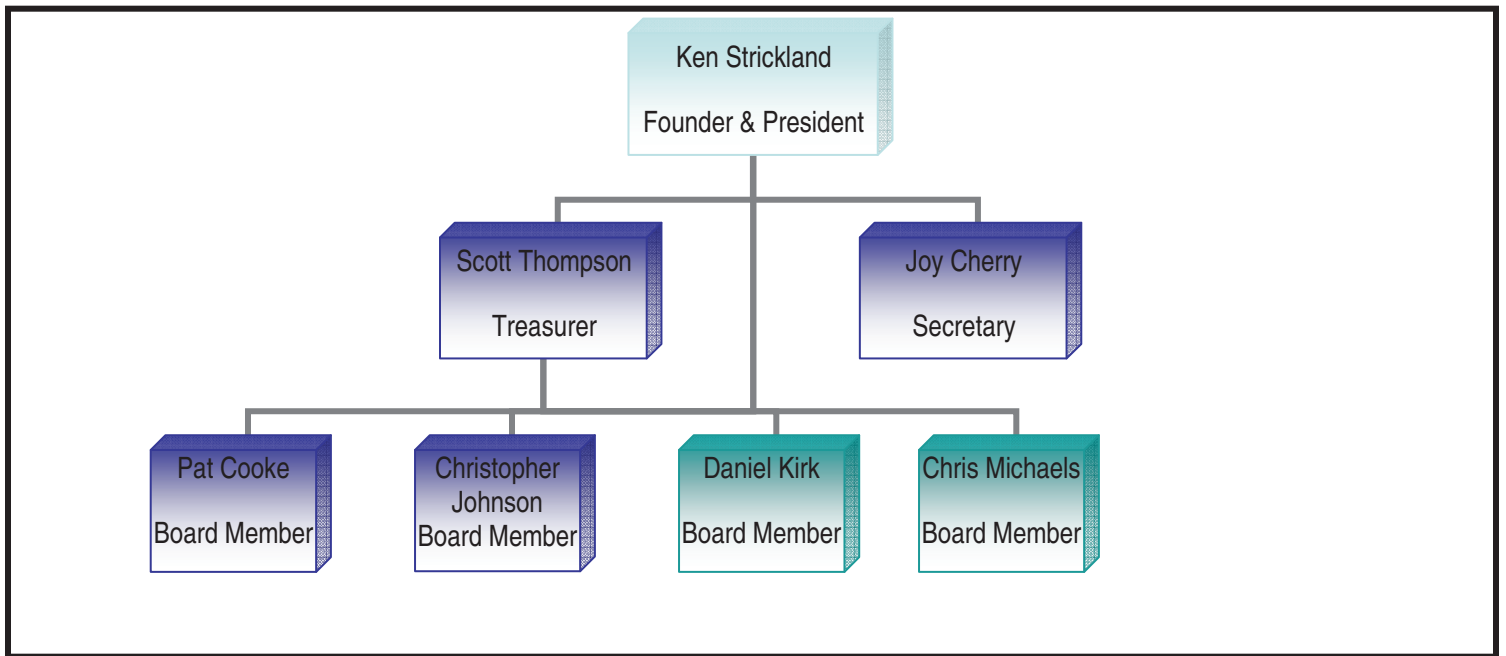 Ken Strickland
Founder & President
Scott Thompson
Treasurer
Joy Cherry
Secretary
Pat Cooke
Board Member
Christopher
Johnson
Board Member
Daniel Kirk
Board Member
Chris Michaels
Board Member